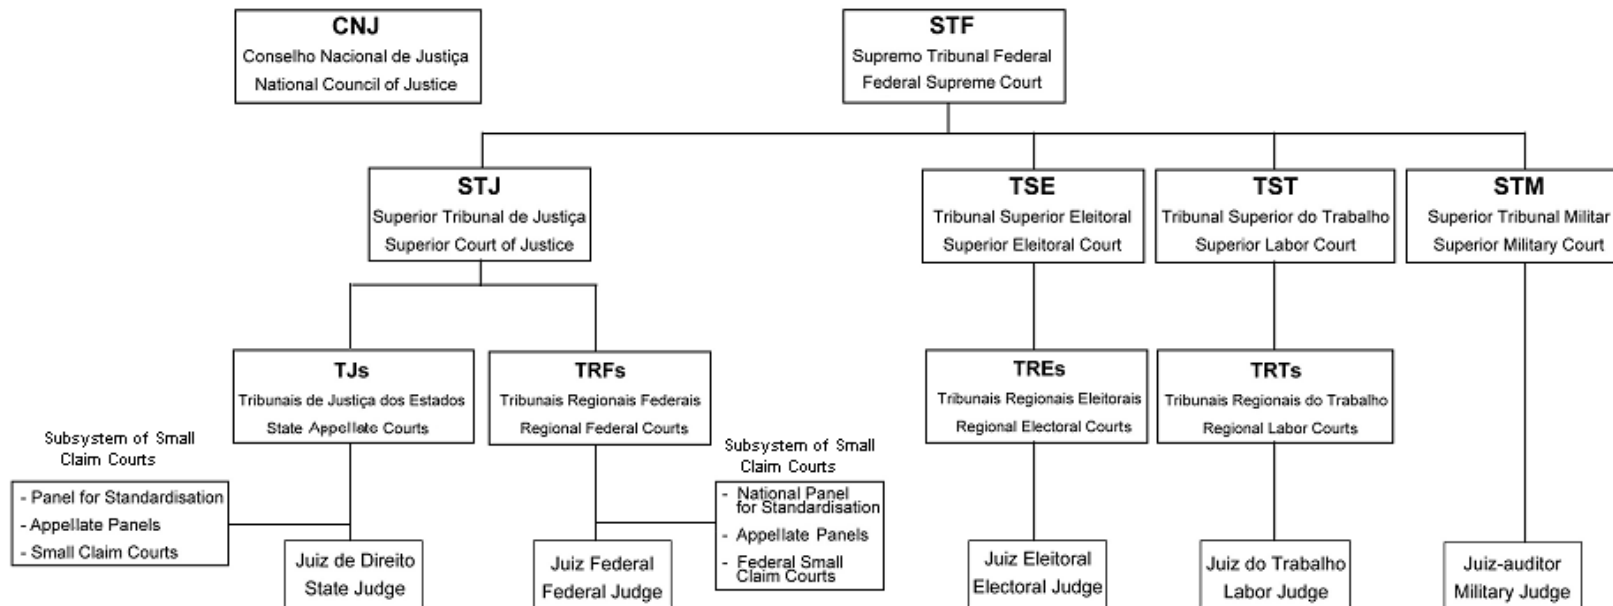 CNJ
Conselho Nacional de Justiça
National Council of Justice
STF
Supremo Tribunal Federal
Federal Supreme Court
STJ
Superior Tribunal de Justiça
Superior Court of Justice
TSE
Tribunal Superior Eleitoral
Superior Eleitoral Court
TST
Tribunal Superior do Trabalho
Superior Labor Court
STM
Superior Tribunal Militar
Superior Military Court
TJs
Tribunais de Justiça dos Estados
State Appellate Courts
TRFs
Tribunais Regionais Federais
Regional Federal Courts
TREs
Tribunais Regionais Eleitorais
Regional Electoral Courts
TRTs
Tribunais Regionais do Trabalho
Regional Labor Courts
Subsystem of Small
Claim Courts
- Panel for Standardisation
- Appellate Panels
- Small Claim Courts
Subsystem of Small
Claim Courts
- National Panel
for Standardisation
- Appellate Panels
- Federal Small
Claim Courts
Juiz de Direito
State Judge
Juiz Federal
Federal Judge
Juiz Eleitoral
Electoral Judge
Juiz do Trabalho
Labor Judge
Juiz-auditor
Military Judge